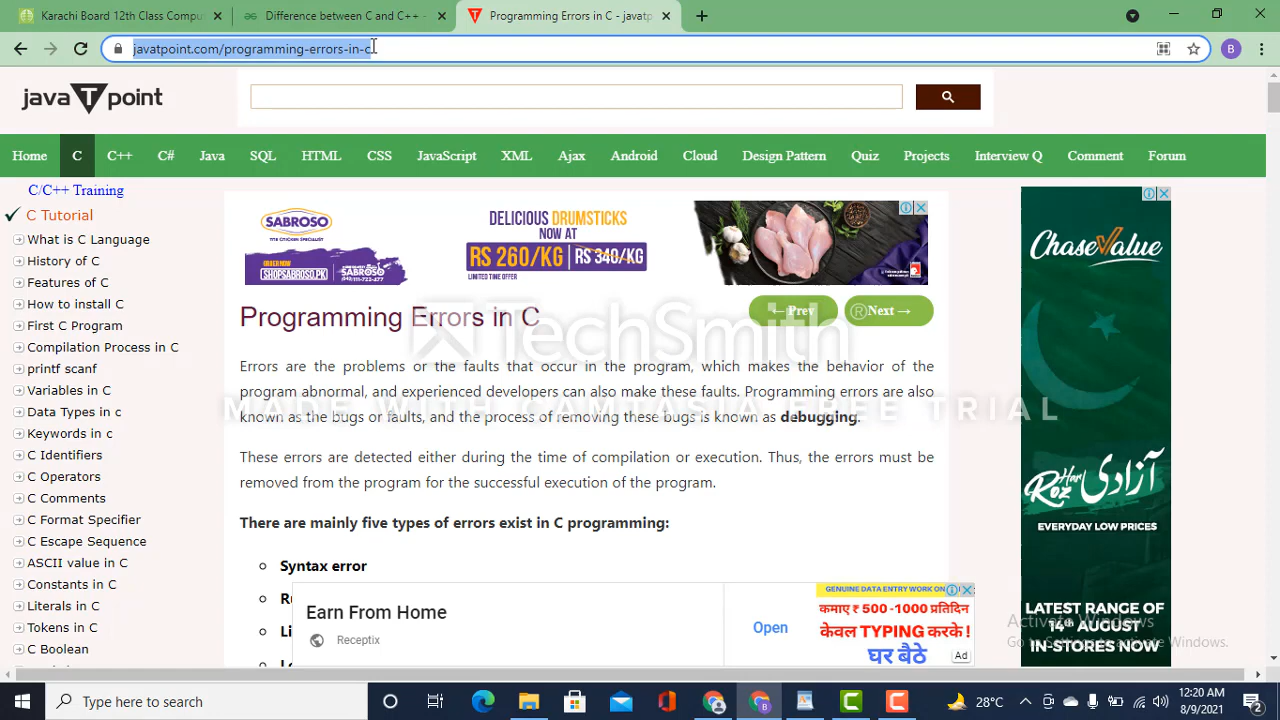 Karachi 12th Class Compu
Difference between C and C++ -
Programming Errors in C - javatp
javatpoint.com/programming-errors-in-c
B
java T point
Home C C++ C# Java SQL HTML CSS JavaScript XML Ajax Android Cloud Design Pattern Quiz Projects Interview Q Comment Forum
C/C++ Training
C Tutorial
What is C Language
History of C
Features of C
How to install C
First C Program
Compilation Process in C
printf scanf
Variables in C
Data Types in c
Keywords in c
C Identifiers
C Operators
C Comments
C Format Specifier
C Escape Sequence
ASCII value in C
Constants in C
Literals in C
Tokens in C
C Boolean
SABROSO
THE CHICKEN SPECIALIST
ORDER NOW
SHOPSABROSO.PK
SABROSO
DELICIOUS DRUMSTICKS
NOW AT
RS 260/KG RS 340/KG
LIMITED TIME OFFER
Programming Errors in C
← Prev
Next →
TechSmith®
Errors are the problems or the faults that occur in the program, which makes the behavior of the
program abnormal, and experienced developers can also make these faults. Programming errors are also
known as the bugs or faults, and the process of removing these bugs is known as debugging.
MADE WITH CAMTASIA FREE TRIAL
These errors are detected either during the time of compilation or execution. Thus, the errors must be
removed from the program for the successful execution of the program.
There are mainly five types of errors exist in C programming:
Syntax error
Earn From Home
Receptix
Open
GENUINE DATA ENTRY WORK ON
कमाए ₹ 500 -1000 प्रतिदिन
केवल TYPING करके !
घर बैठे
Ad
ChaseValue
Har Roz آزادی
EVERYDAY LOW PRICES
LATEST RANGE OF
14th AUGUST
IN-STORES NOW
Activate Windows
Go to Settings to activate Windows.
Type here to search
28°C
12:20 AM
8/9/2021
2